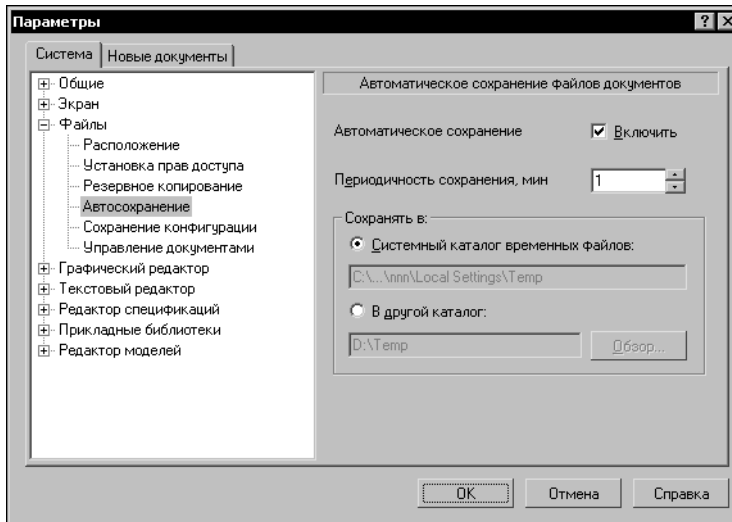 Параметры
Система Новые документы
Общие
Экран
Файлы
Расположение
Установка прав доступа
Резервное копирование
Автосохранение
Сохранение конфигурации
Управление документами
Графический редактор
Текстовый редактор
Редактор спецификаций
Прикладные библиотеки
Редактор моделей
Автоматическое сохранение файлов документов
Автоматическое сохранение Включить
Периодичность сохранения, мин 1
Сохранять в:
Системный каталог временных файлов:
C:\...\nnn\Local Settings\Temp
В другой каталог:
D:\Temp Обзор...
OK Отмена Справка